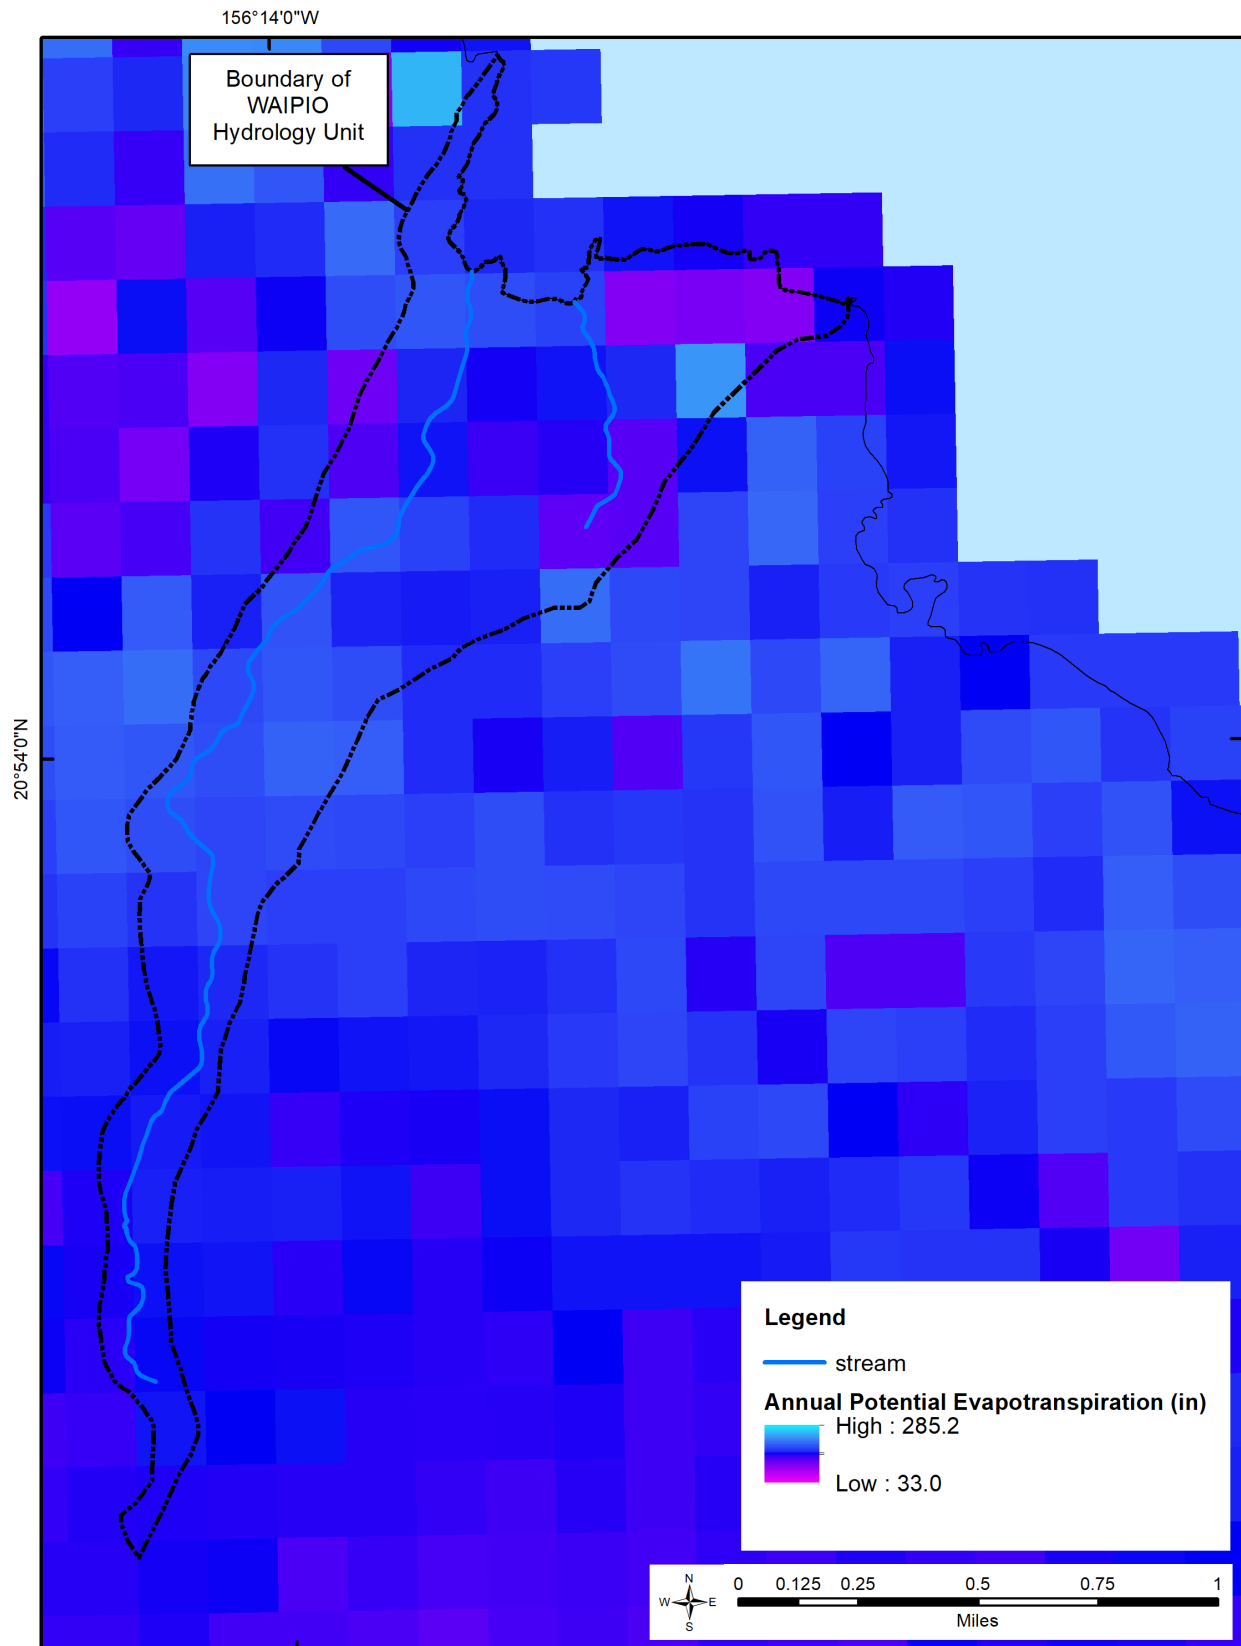 156°14'0"W
Boundary of
WAIPIO
Hydrology Unit
20°54'0"N
Legend
stream
Annual Potential Evapotranspiration (in)
High : 285.2
Low : 33.0
N
W E
S
0 0.125 0.25 0.5 0.75 1
Miles